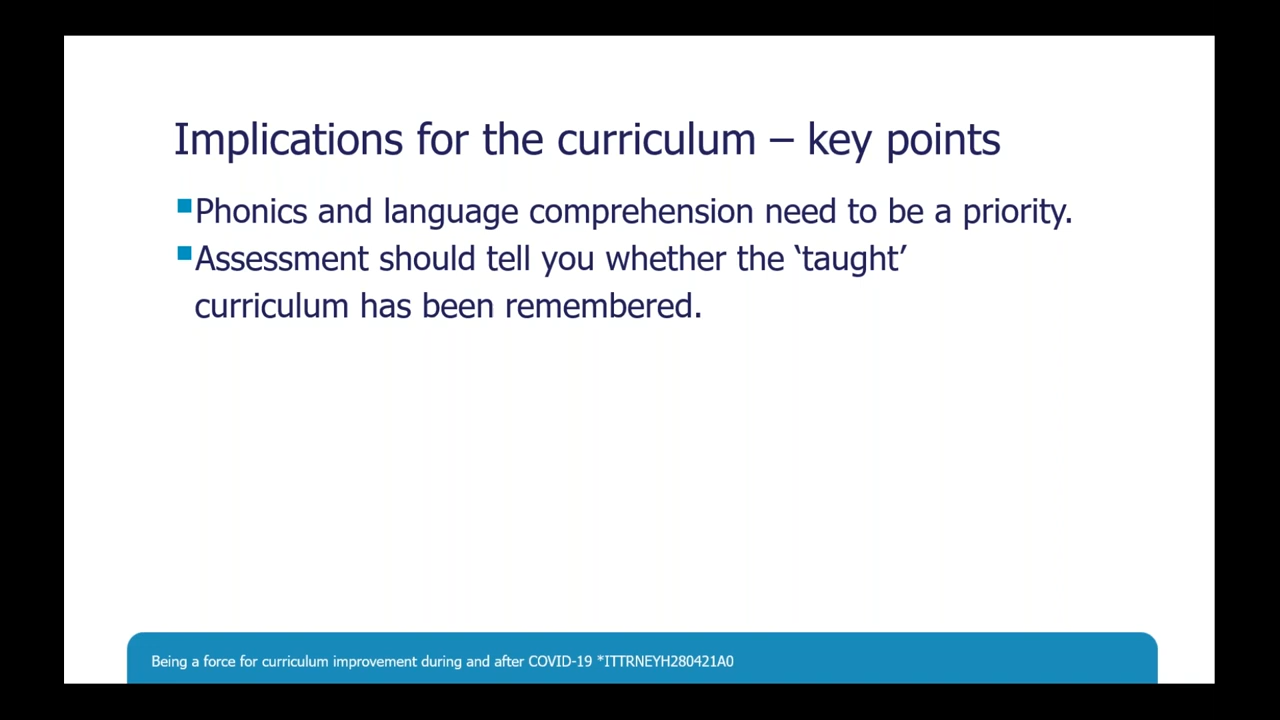 Implications for the curriculum – key points
▪Phonics and language comprehension need to be a priority.
▪Assessment should tell you whether the ‘taught’
curriculum has been remembered.
Being a force for curriculum improvement during and after COVID-19 *ITTRNEYH280421A0